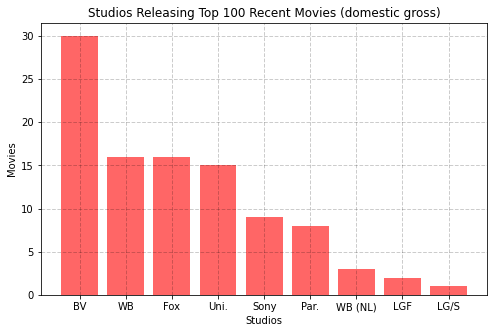 Studios Releasing Top 100 Recent Movies (domestic gross)
30
25
20
15
10
5
0
Movies
BV WB Fox Uni. Sony Par. WB (NL) LGF LG/S
Studios